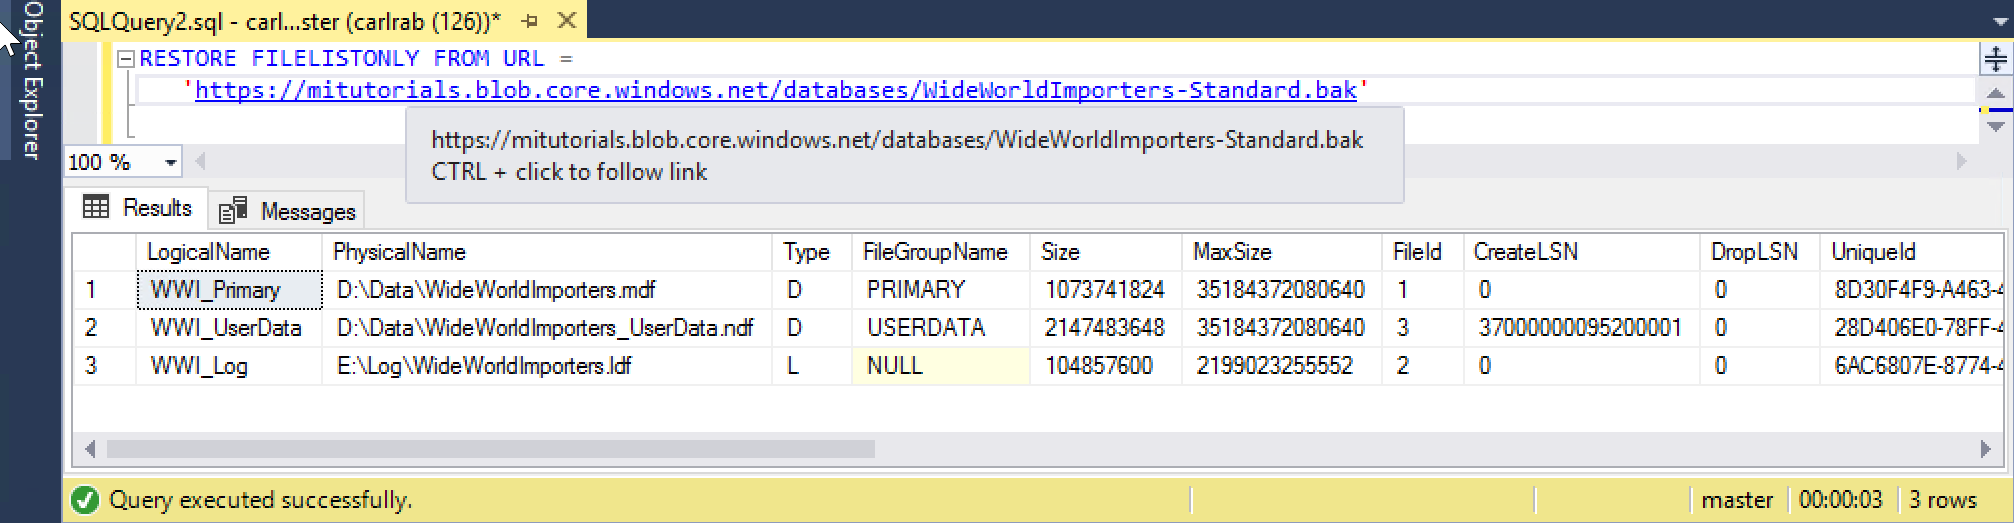 Object Explorer
SQLQuery2.sql - carl...ster (carlrab (126))*
RESTORE FILELISTONLY FROM URL =
'https://mitutorials.blob.core.windows.net/databases/WideWorldImporters-Standard.bak'
https://mitutorials.blob.core.windows.net/databases/WideWorldImporters-Standard.bak
CTRL + click to follow link
100 %
Results Messages
LogicalName PhysicalName Type FileGroupName Size MaxSize FileId CreateLSN DropLSN UniqueId
1 WWI_Primary D:\Data\WideWorldImporters.mdf D PRIMARY 1073741824 35184372080640 1 0 0 8D30F4F9-A463-4
2 WWI_UserData D:\Data\WideWorldImporters_UserData.ndf D USERDATA 2147483648 35184372080640 3 37000000095200001 0 28D406E0-78FF-4
3 WWI_Log E:\Log\WideWorldImporters.ldf L NULL 104857600 2199023255552 2 0 0 6AC6807E-8774-4
Query executed successfully. master 00:00:03 3 rows